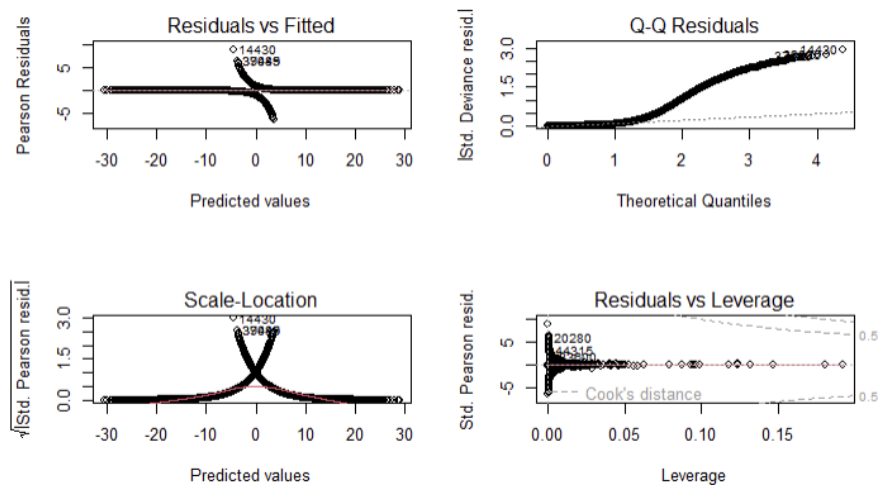 Residuals vs Fitted
Pearson Residuals
5
-5
14430
-30 -20 -10 0 10 20 30
Predicted values
Q-Q Residuals
|Std. Deviance resid.|
3.0
1.5
0.0
14430
0 1 2 3 4
Theoretical Quantiles
Scale-Location
√|Std. Pearson resid.|
3.0
1.5
0.0
14430
-30 -20 -10 0 10 20 30
Predicted values
Residuals vs Leverage
Std. Pearson resid.
5
-5
20280
44315
0.5
0.5
Cook's distance
0.00 0.05 0.10 0.15
Leverage